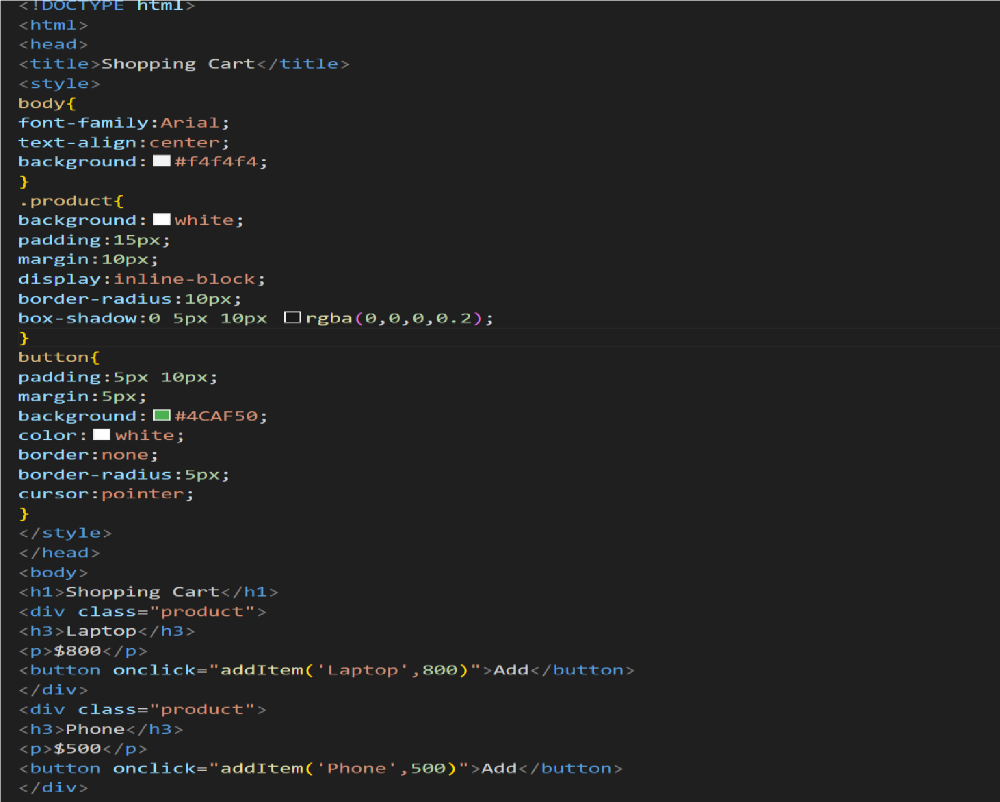 <!DOCTYPE html>
<html>
<head>
<title>Shopping Cart</title>
<style>
body{
font-family:Arial;
text-align:center;
background:#f4f4f4;
}
.product{
background:white;
padding:15px;
margin:10px;
display:inline-block;
border-radius:10px;
box-shadow:0 5px 10px rgba(0,0,0,0.2);
}
button{
padding:5px 10px;
margin:5px;
background:#4CAF50;
color:white;
border:none;
border-radius:5px;
cursor:pointer;
}
</style>
</head>
<body>
<h1>Shopping Cart</h1>
<div class="product">
<h3>Laptop</h3>
<p>$800</p>
<button onclick="addItem('Laptop',800)">Add</button>
</div>
<div class="product">
<h3>Phone</h3>
<p>$500</p>
<button onclick="addItem('Phone',500)">Add</button>
</div>